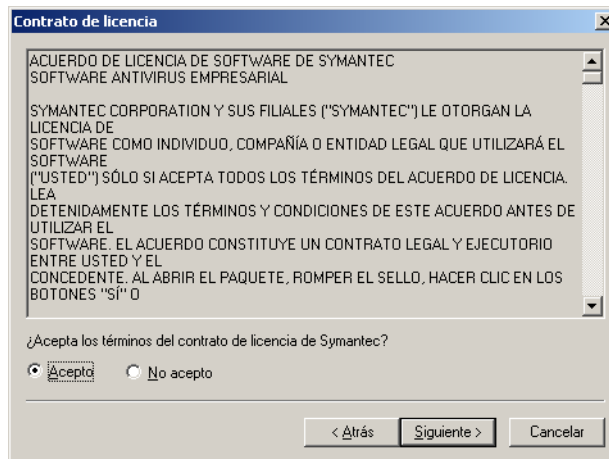 Contrato de licencia
ACUERDO DE LICENCIA DE SOFTWARE DE SYMANTEC
SOFTWARE ANTIVIRUS EMPRESARIAL
SYMANTEC CORPORATION Y SUS FILIALES ("SYMANTEC") LE OTORGAN LA
LICENCIA DE
SOFTWARE COMO INDIVIDUO, COMPAÑÍA O ENTIDAD LEGAL QUE UTILIZARÁ EL
SOFTWARE
("USTED") SÓLO SI ACEPTA TODOS LOS TÉRMINOS DEL ACUERDO DE LICENCIA.
LEA
DETENIDAMENTE LOS TÉRMINOS Y CONDICIONES DE ESTE ACUERDO ANTES DE
UTILIZAR EL
SOFTWARE. EL ACUERDO CONSTITUYE UN CONTRATO LEGAL Y EJECUTORIO
ENTRE USTED Y EL
CONCEDENTE. AL ABRIR EL PAQUETE, ROMPER EL SELLO, HACER CLIC EN LOS
BOTONES "SÍ" O
¿Acepta los términos del contrato de licencia de Symantec?
Acepto No acepto
< Atrás Siguiente > Cancelar